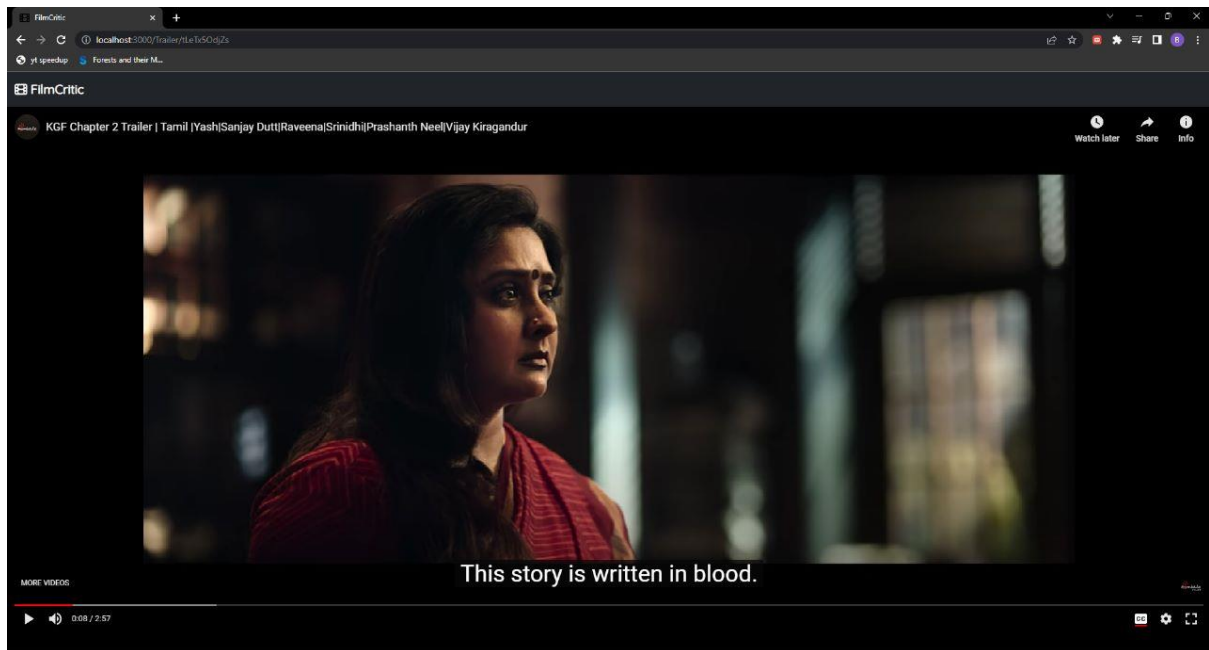 FilmCritic
localhost:3000/Trailer/tLeTx5OdjZs
yt speedup Forests and their M...
B
FilmCritic
KGF Chapter 2 Trailer | Tamil |Yash|Sanjay Dutt|Raveena|Srinidhi|Prashanth Neel|Vijay Kiragandur
Watch later Share Info
This story is written in blood.
MORE VIDEOS
0:08 / 2:57
CC